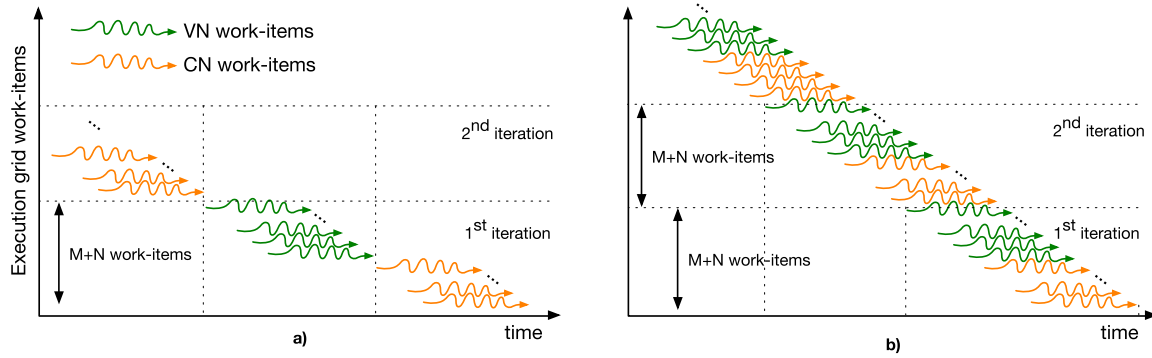 Execution grid work-items
VN work-items
CN work-items
2nd iteration
1st iteration
M+N work-items
time
a)
2nd iteration
M+N work-items
1st iteration
M+N work-items
time
b)